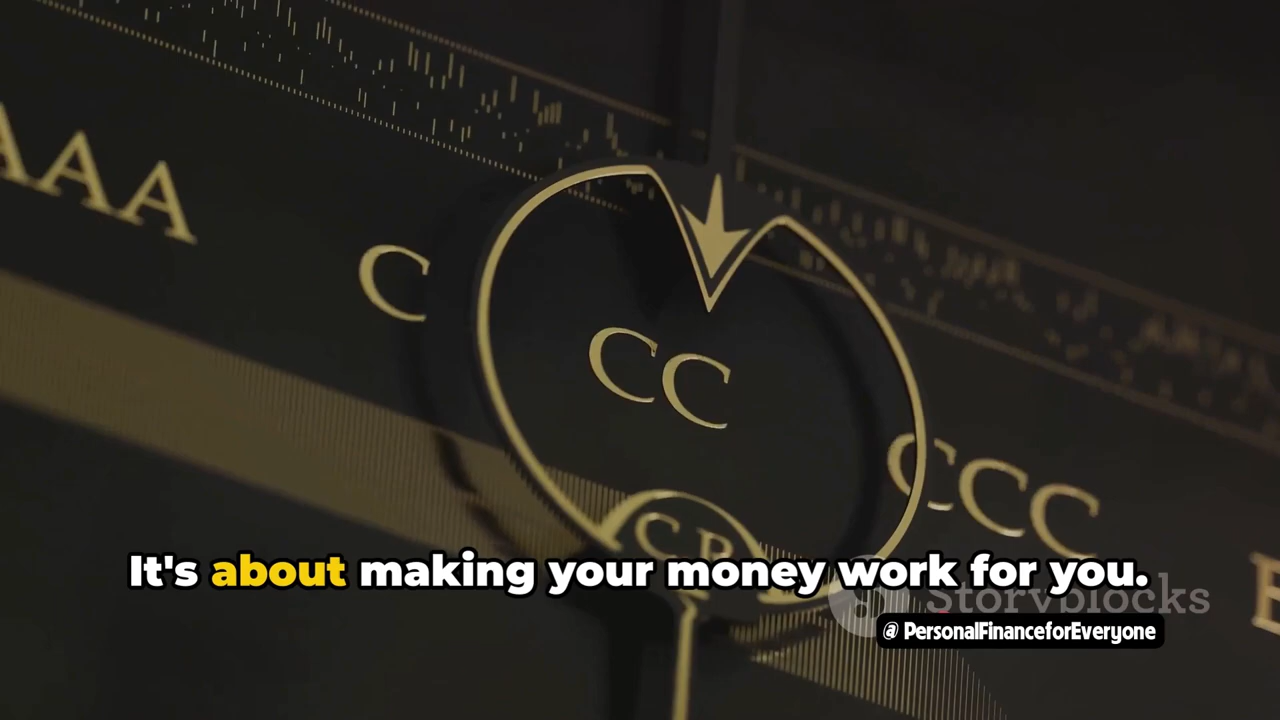 AAA
C
CC
CCC
It's about making your money work for you.
Storyblocks
@ PersonalFinanceforEveryone